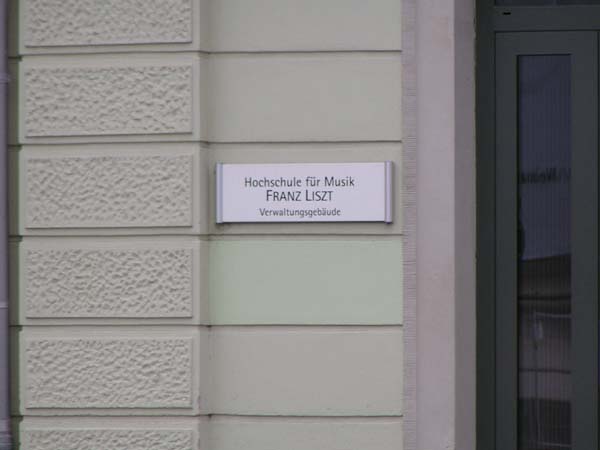 Hochschule für Musik
FRANZ LISZT
Verwaltungsgebäude